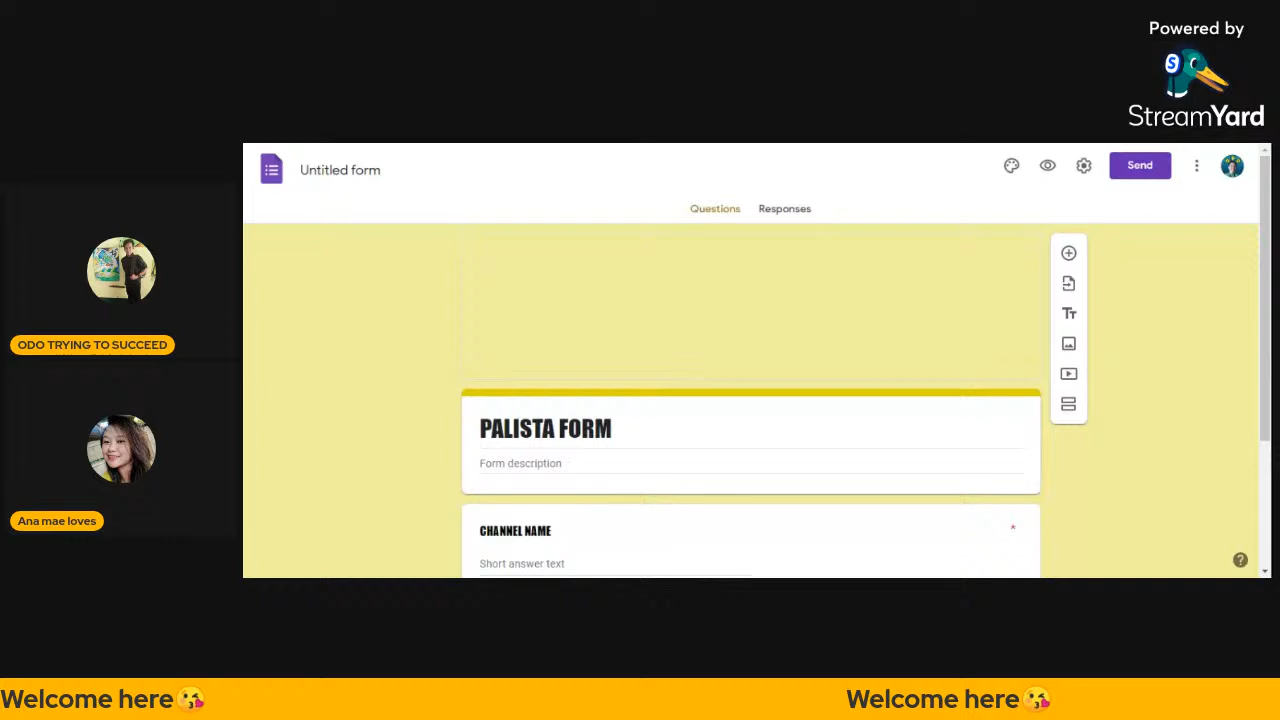 Powered by
StreamYard
Untitled form
Send
Questions
Responses
PALISTA FORM
Form description
CHANNEL NAME
*
Short answer text
ODO TRYING TO SUCCEED
Ana mae loves
Welcome here😘
Welcome here😘